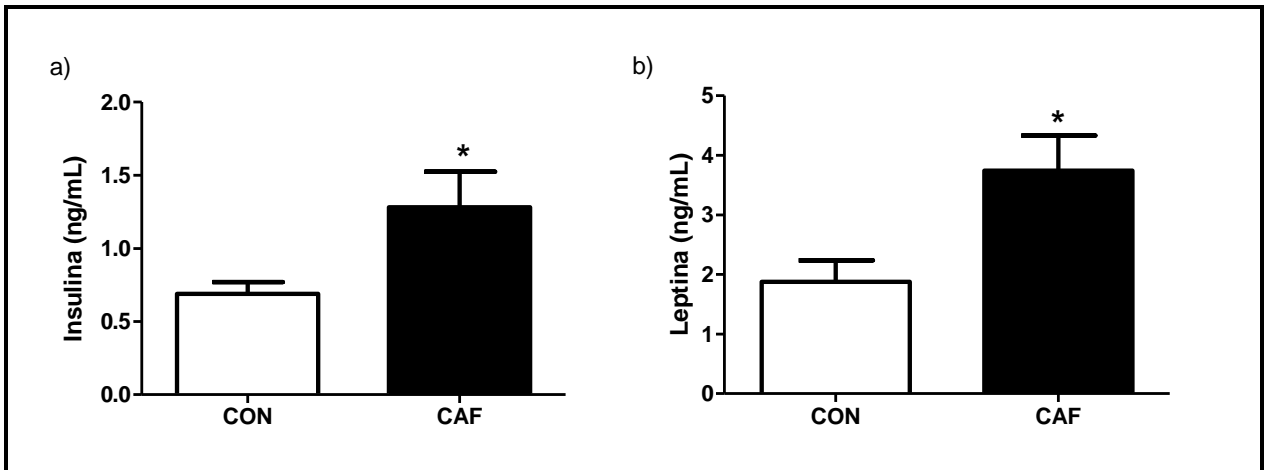 a)
Insulina (ng/mL)
2.0
1.5
1.0
0.5
0.0
*
CON
CAF
b)
Leptina (ng/mL)
5
4
3
2
1
0
*
CON
CAF